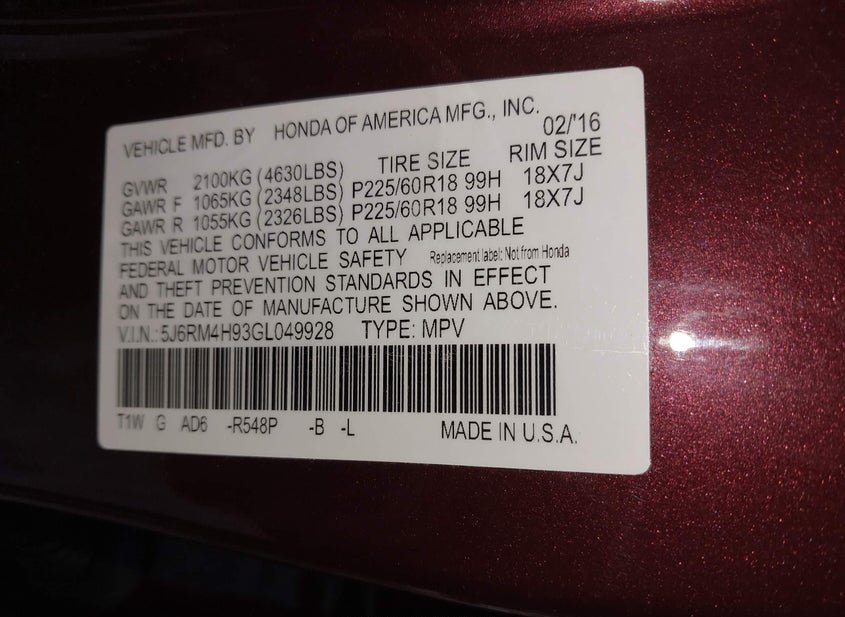 VEHICLE MFD. BY HONDA OF AMERICA MFG., INC.
02/'16
TIRE SIZE RIM SIZE
GVWR 2100KG (4630LBS)
GAWR F 1065KG (2348LBS) P225/60R18 99H 18X7J
GAWR R 1055KG (2326LBS) P225/60R18 99H 18X7J
THIS VEHICLE CONFORMS TO ALL APPLICABLE
FEDERAL MOTOR VEHICLE SAFETY Replacement label: Not from Honda
AND THEFT PREVENTION STANDARDS IN EFFECT
ON THE DATE OF MANUFACTURE SHOWN ABOVE.
V.I.N.: 5J6RM4H93GL049928 TYPE: MPV
T1W G AD6 -R548P -B -L MADE IN U.S.A.